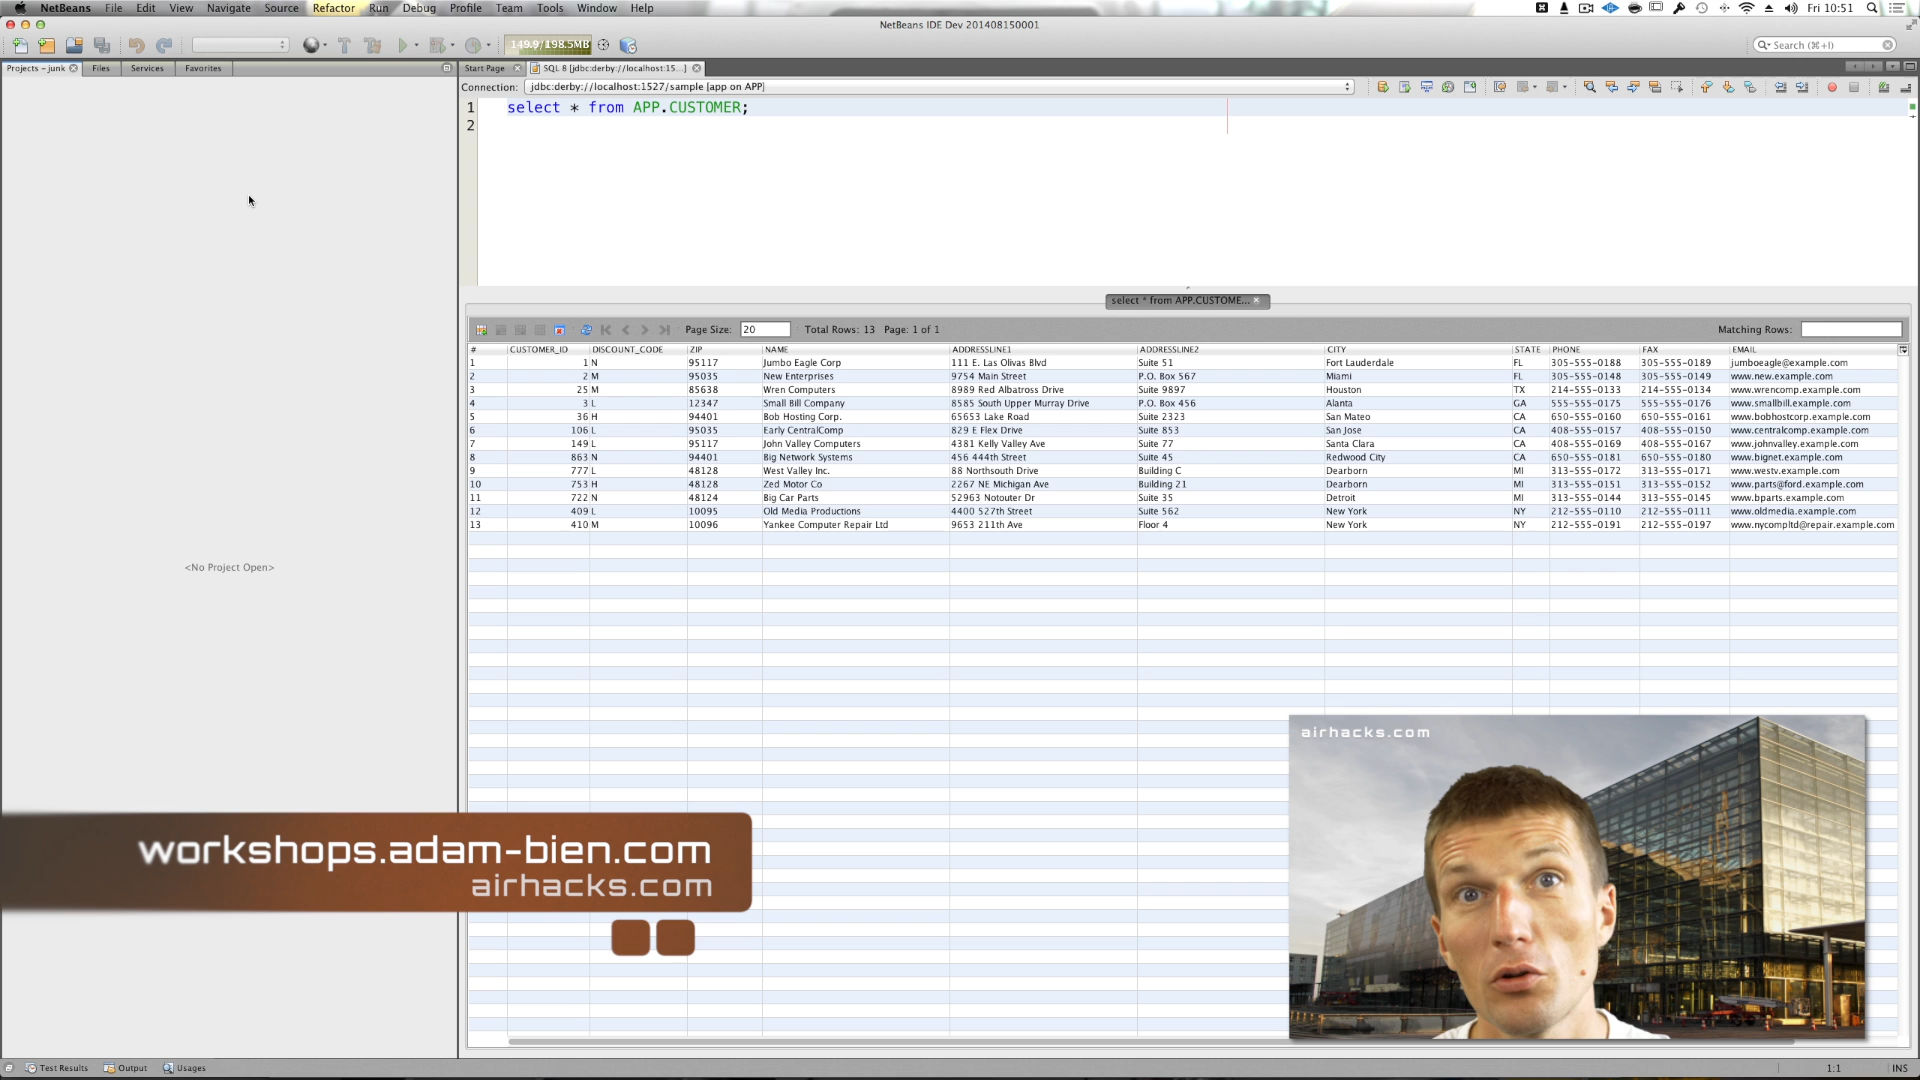 NetBeans File Edit View Navigate Source Refactor Run Debug Profile Team Tools Window Help Fri 10:51
NetBeans IDE Dev 201408150001
149.9/198.5MB Search (⌘+I)
Projects – junk Files Services Favorites Start Page SQL 8 [jdbc:derby://localhost:15...]
Connection: jdbc:derby://localhost:1527/sample [app on APP]
1 select * from APP.CUSTOMER;
2
<No Project Open>
select * from APP.CUSTOME...
Page Size: 20 Total Rows: 13 Page: 1 of 1 Matching Rows:
# CUSTOMER_ID DISCOUNT_CODE ZIP NAME ADDRESSLINE1 ADDRESSLINE2 CITY STATE PHONE FAX EMAIL
1 1 N 95117 Jumbo Eagle Corp 111 E. Las Olivas Blvd Suite 51 Fort Lauderdale FL 305-555-0188 305-555-0189 jumboeagle@example.com
2 2 M 95035 New Enterprises 9754 Main Street P.O. Box 567 Miami FL 305-555-0148 305-555-0149 www.new.example.com
3 25 M 85638 Wren Computers 8989 Red Albatross Drive Suite 9897 Houston TX 214-555-0133 214-555-0134 www.wrencomp.example.com
4 3 L 12347 Small Bill Company 8585 South Upper Murray Drive P.O. Box 456 Alanta GA 555-555-0175 555-555-0176 www.smallbill.example.com
5 36 H 94401 Bob Hosting Corp. 65653 Lake Road Suite 2323 San Mateo CA 650-555-0160 650-555-0161 www.bobhostcorp.example.com
6 106 L 95035 Early CentralComp 829 E Flex Drive Suite 853 San Jose CA 408-555-0157 408-555-0150 www.centralcomp.example.com
7 149 L 95117 John Valley Computers 4381 Kelly Valley Ave Suite 77 Santa Clara CA 408-555-0169 408-555-0167 www.johnvalley.example.com
8 863 N 94401 Big Network Systems 456 444th Street Suite 45 Redwood City CA 650-555-0181 650-555-0180 www.bignet.example.com
9 777 L 48128 West Valley Inc. 88 Northsouth Drive Building C Dearborn MI 313-555-0172 313-555-0171 www.westv.example.com
10 753 H 48128 Zed Motor Co 2267 NE Michigan Ave Building 21 Dearborn MI 313-555-0151 313-555-0152 www.parts@ford.example.com
11 722 N 48124 Big Car Parts 52963 Notouter Dr Suite 35 Detroit MI 313-555-0144 313-555-0145 www.bparts.example.com
12 409 L 10095 Old Media Productions 4400 527th Street Suite 562 New York NY 212-555-0110 212-555-0111 www.oldmedia.example.com
13 410 M 10096 Yankee Computer Repair Ltd 9653 211th Ave Floor 4 New York NY 212-555-0191 212-555-0197 www.nycompltd@repair.example.com
airhacks.com
workshops.adam-bien.com
airhacks.com
Test Results Output Usages 1:1 INS